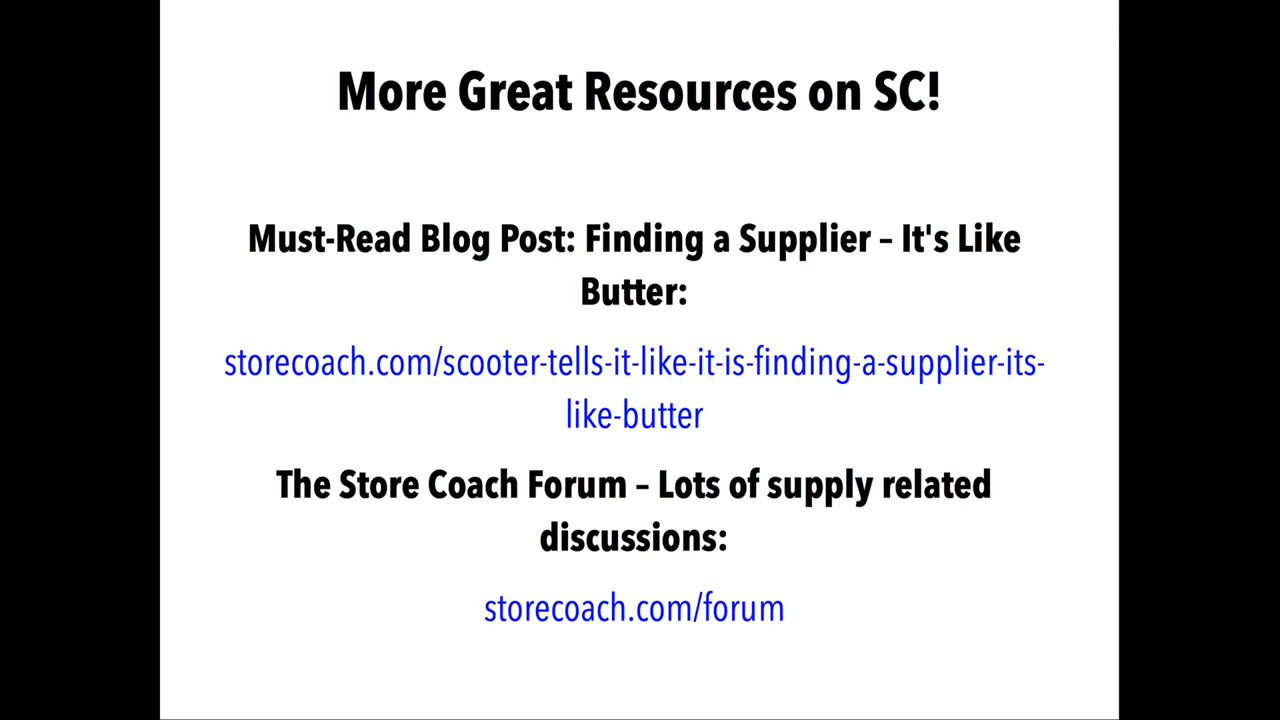 More Great Resources on SC!
Must-Read Blog Post: Finding a Supplier – It's Like
Butter:
storecoach.com/scooter-tells-it-like-it-is-finding-a-supplier-its-
like-butter
The Store Coach Forum – Lots of supply related
discussions:
storecoach.com/forum